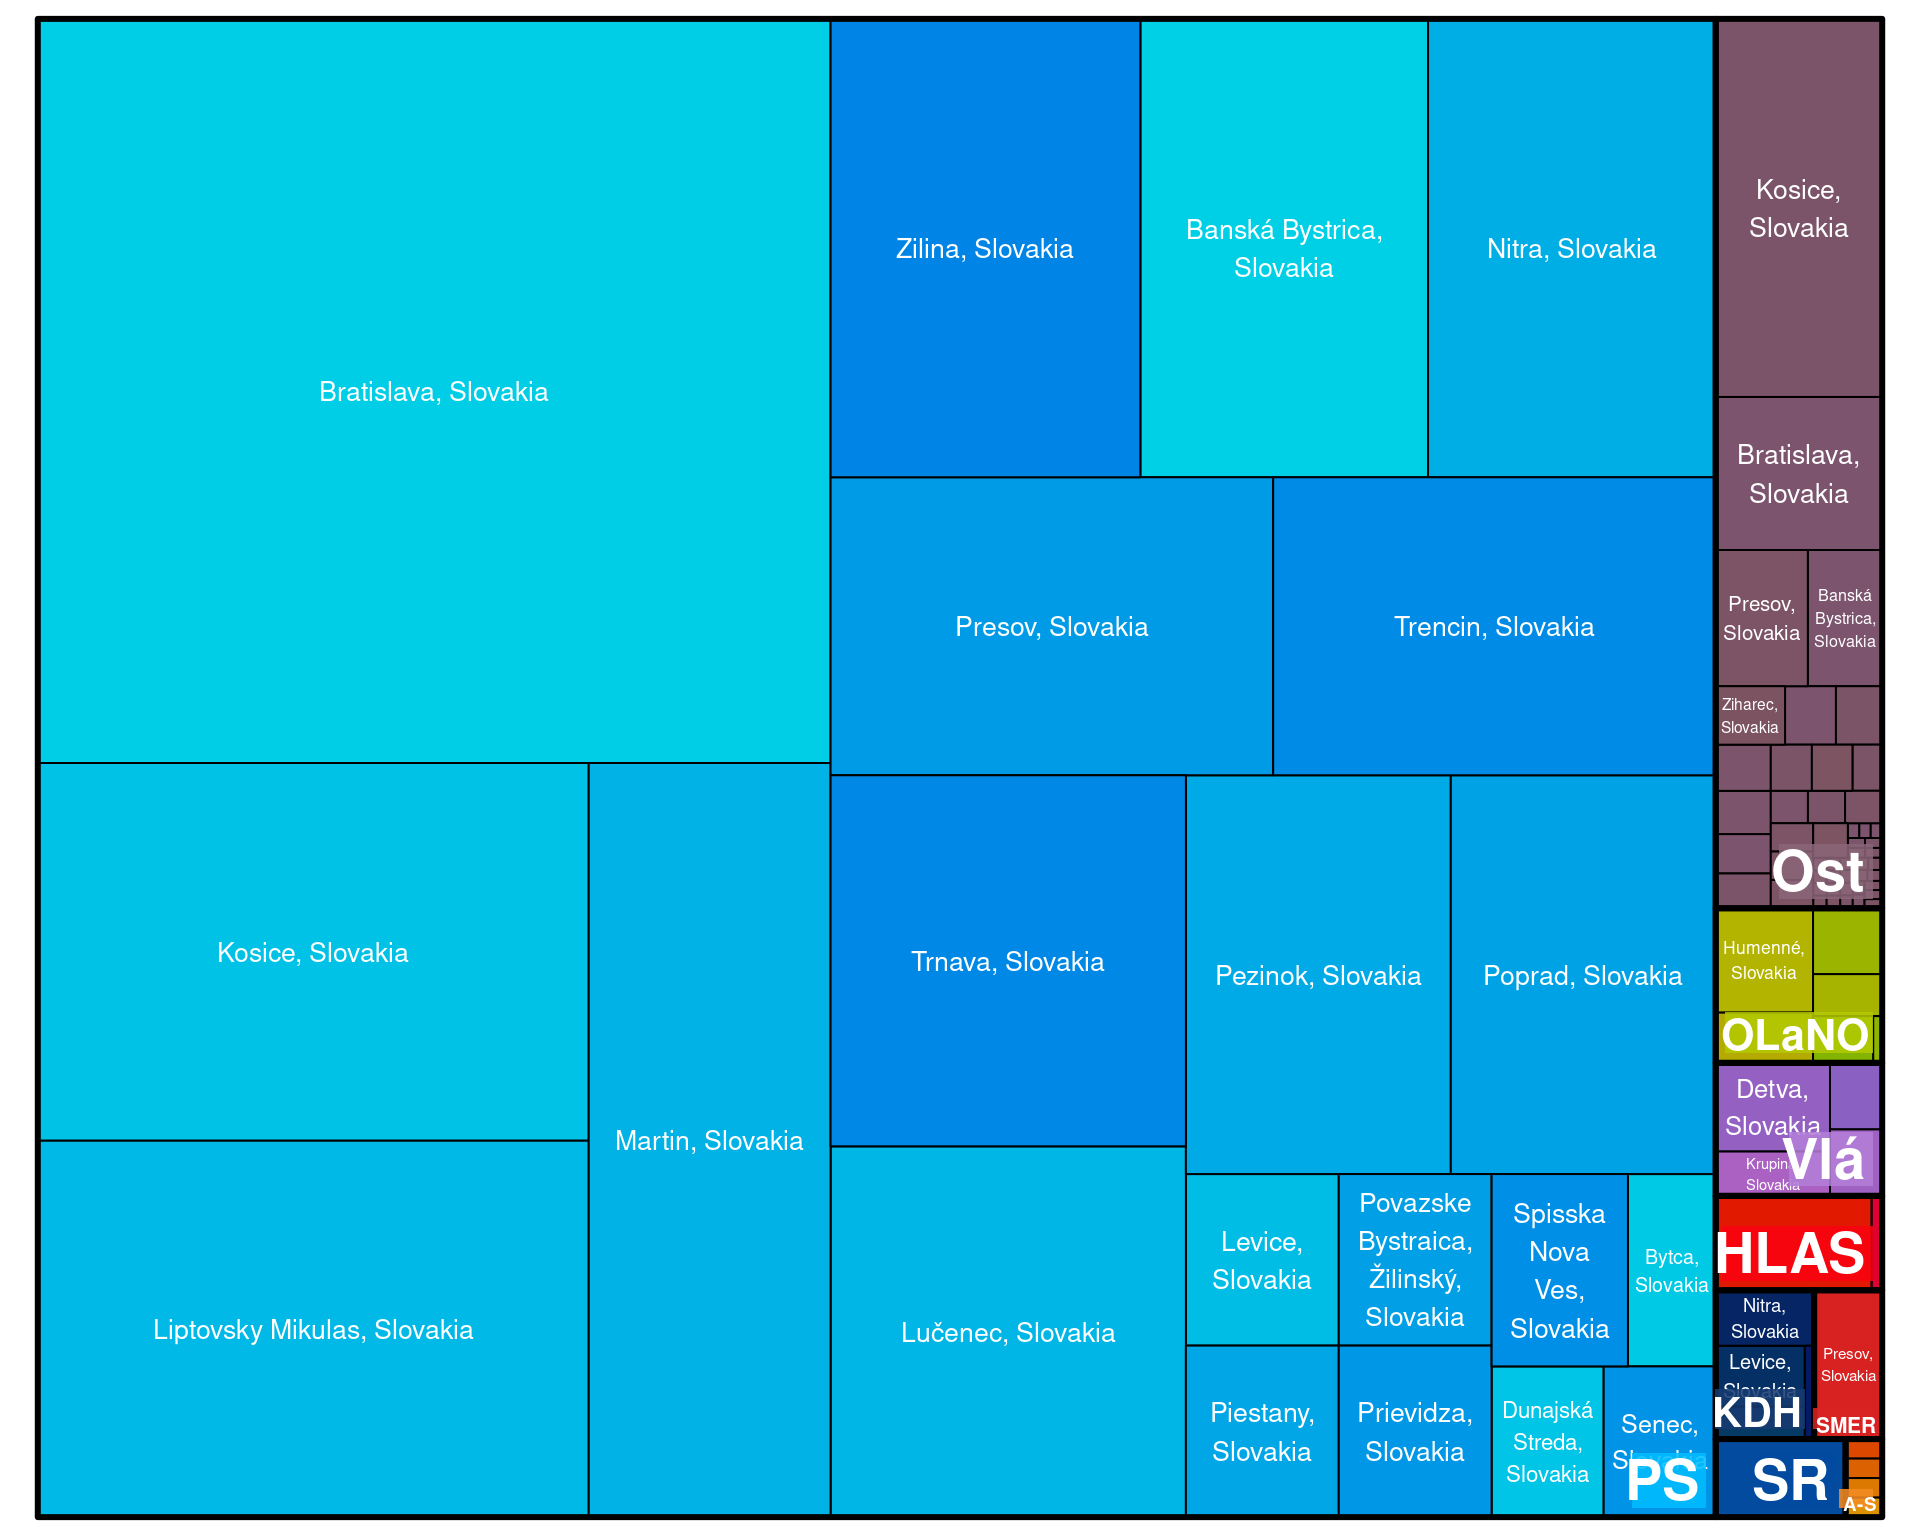 Bratislava, Slovakia
Zilina, Slovakia
Banská Bystrica,
Slovakia
Nitra, Slovakia
Presov, Slovakia
Trencin, Slovakia
Kosice, Slovakia
Liptovsky Mikulas, Slovakia
Martin, Slovakia
Trnava, Slovakia
Lučenec, Slovakia
Pezinok, Slovakia
Poprad, Slovakia
Levice,
Slovakia
Povazske
Bystraica,
Žilinský,
Slovakia
Spisska
Nova
Ves,
Slovakia
Bytca,
Slovakia
Piestany,
Slovakia
Prievidza,
Slovakia
Dunajská
Streda,
Slovakia
Senec,
Slovakia
PS
Kosice,
Slovakia
Bratislava,
Slovakia
Presov,
Slovakia
Banská
Bystrica,
Slovakia
Ziharec,
Slovakia
Ost
Humenné,
Slovakia
OLaNO
Detva,
Slovakia
Slovakia
Vlá
HLAS
Nitra,
Slovakia
Levice,
Slovakia
KDH
Presov,
Slovakia
SMER
SR
A-S